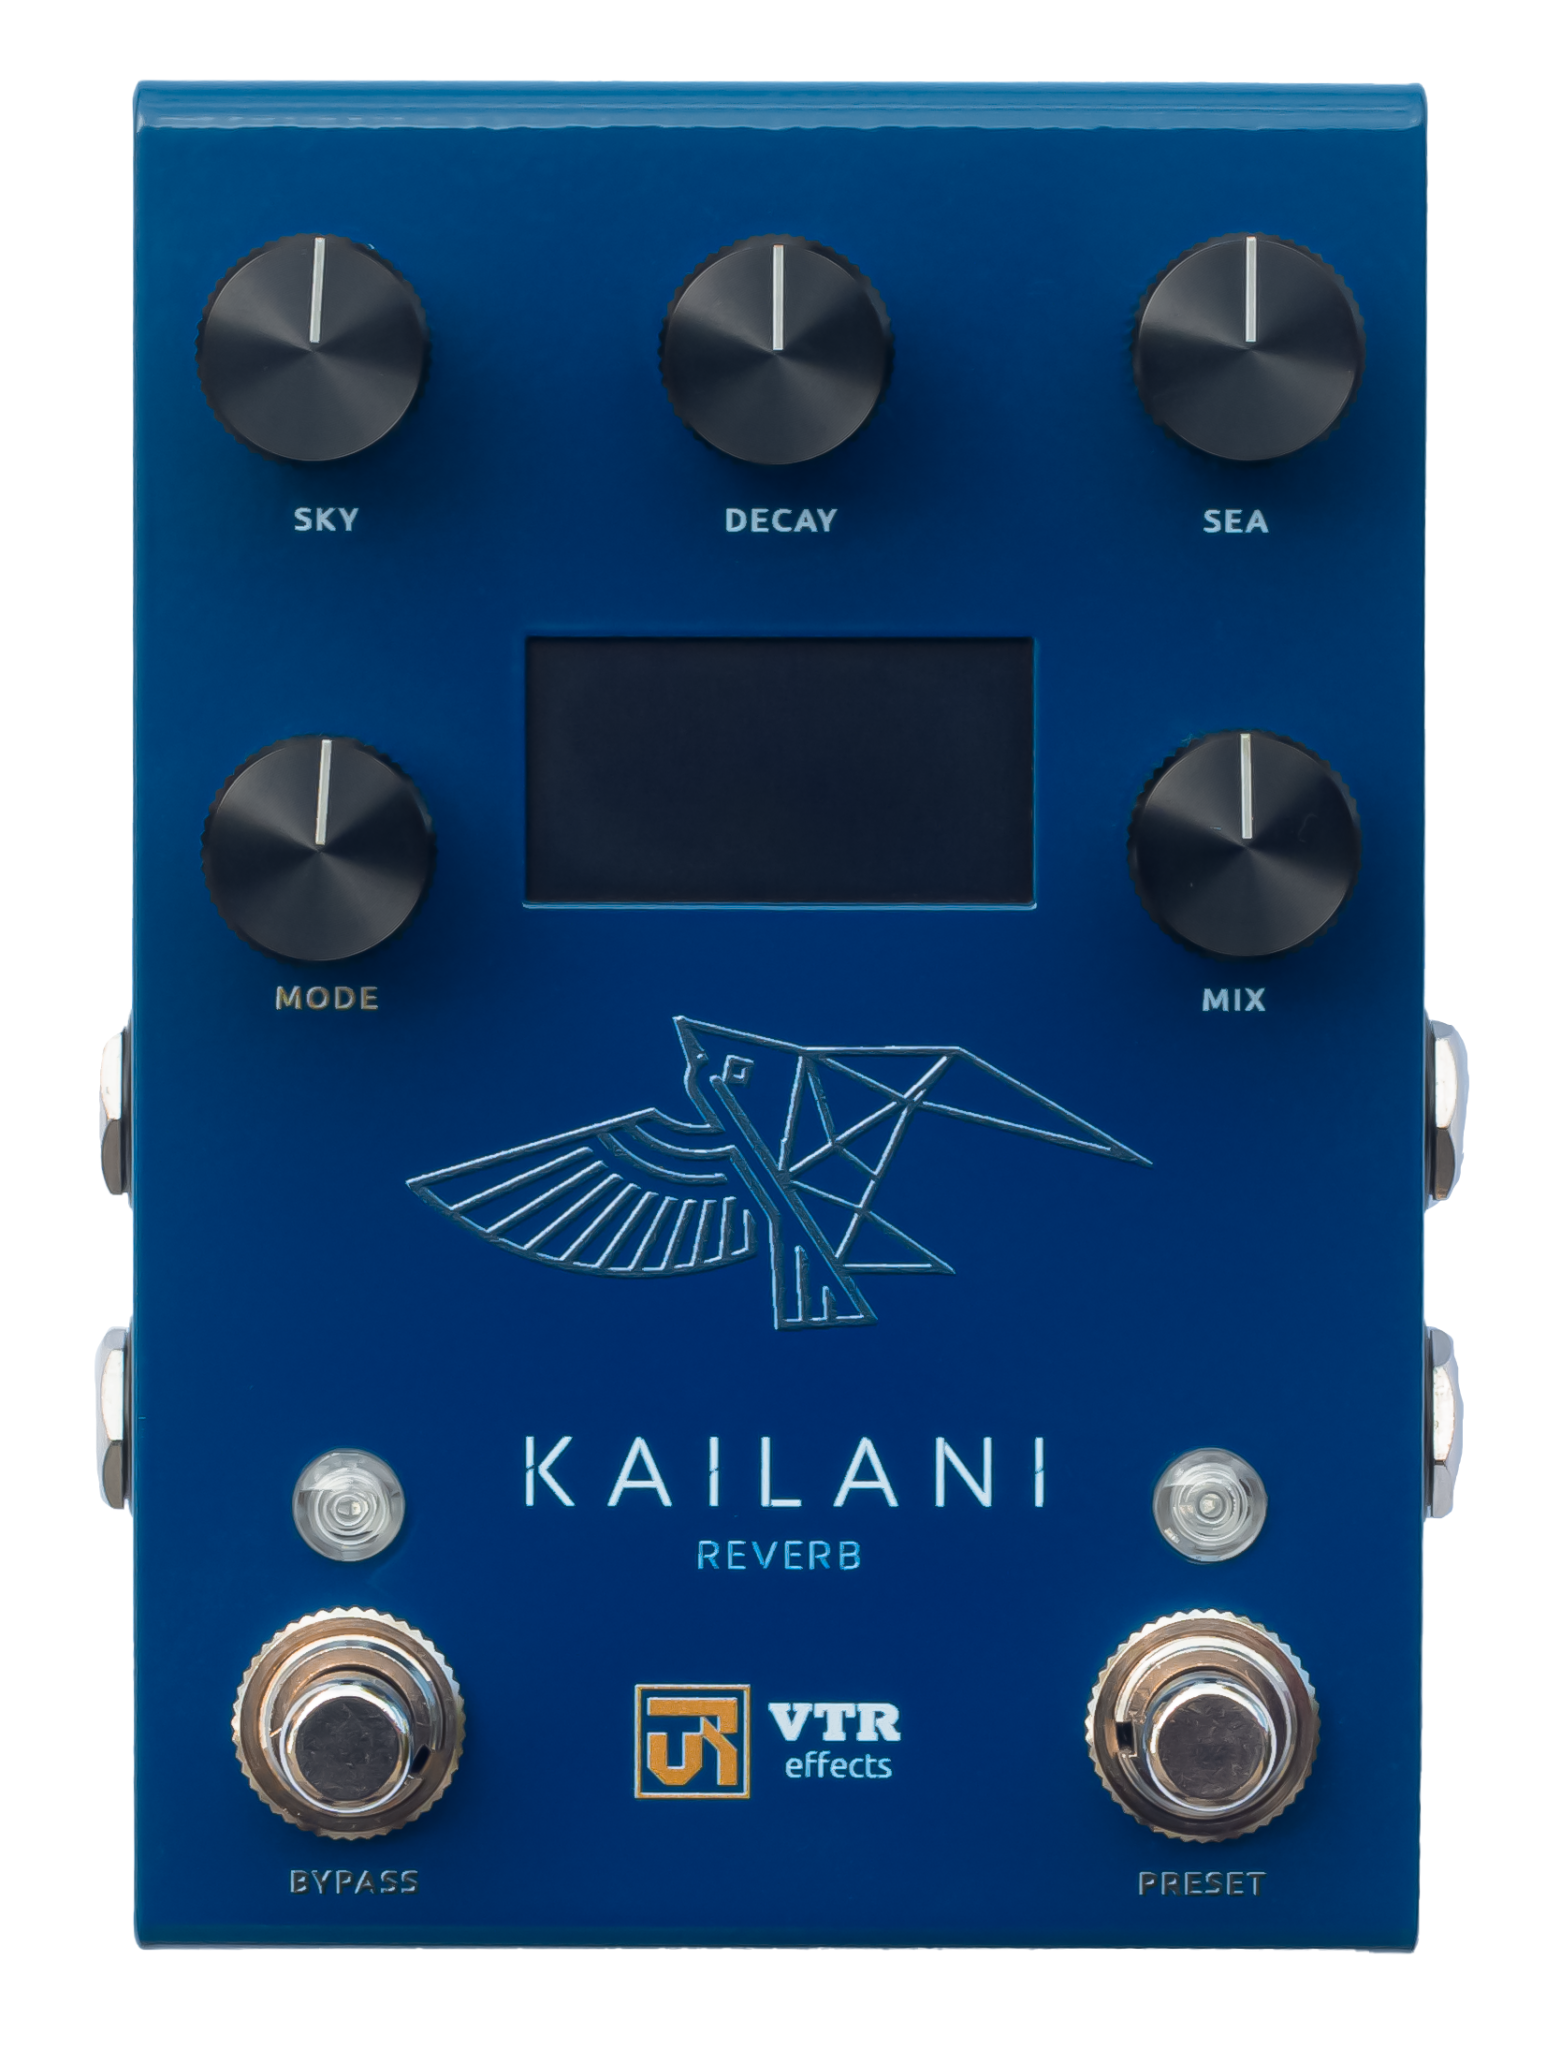 SKY
DECAY
SEA
MODE
MIX
KAILANI
REVERB
VTR
effects
BYPASS
PRESET